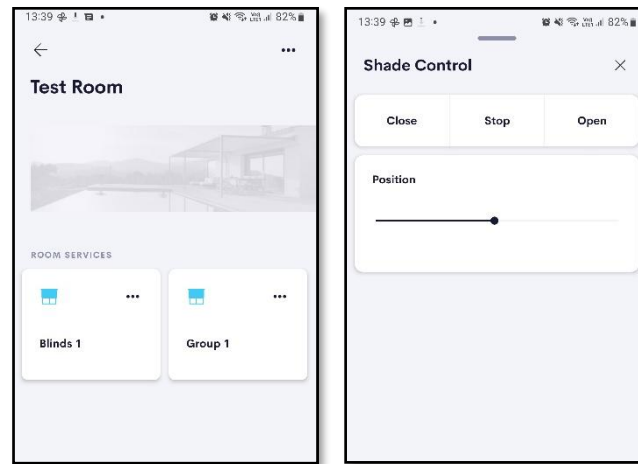 13:39 82%
Test Room
ROOM SERVICES
Blinds 1 Group 1
13:39 82%
Shade Control
Close Stop Open
Position